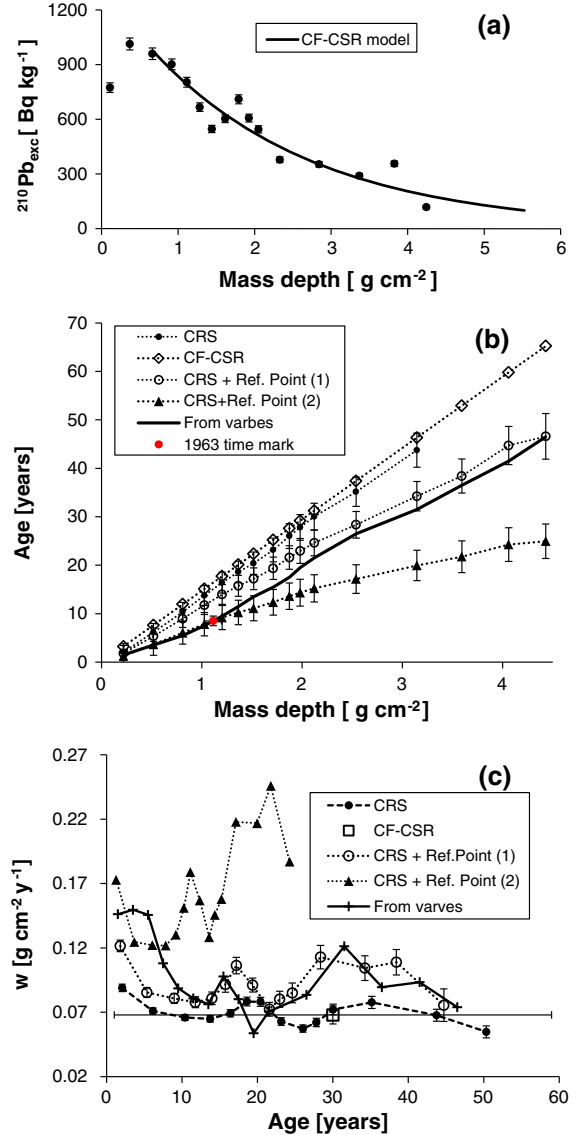 (a)
CF-CSR model
1200
900
600
300
0
²¹⁰Pbexc[ Bq kg⁻¹ ]
0 1 2 3 4 5 6
Mass depth [ g cm⁻² ]
(b)
CRS
CF-CSR
CRS + Ref. Point (1)
CRS+Ref. Point (2)
From varbes
1963 time mark
70
60
50
40
30
20
10
0
Age [years]
0 1 2 3 4
Mass depth [ g cm⁻² ]
(c)
CRS
CF-CSR
CRS + Ref.Point (1)
CRS + Ref. Point (2)
From varves
0.27
0.22
0.17
0.12
0.07
0.02
w [g cm⁻² y⁻¹]
0 10 20 30 40 50 60
Age [years]